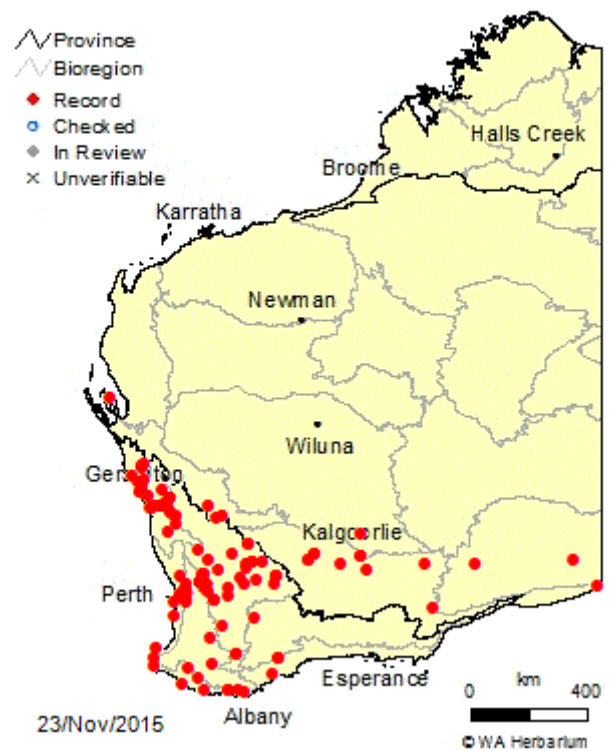 Province
Bioregion
Record
Checked
In Review
Unverifiable
Halls Creek
Broome
Karratha
Newman
Wiluna
Kalgoorlie
Perth
Esperance
Albany
km
0 400
23/Nov/2015
© WA Herbarium